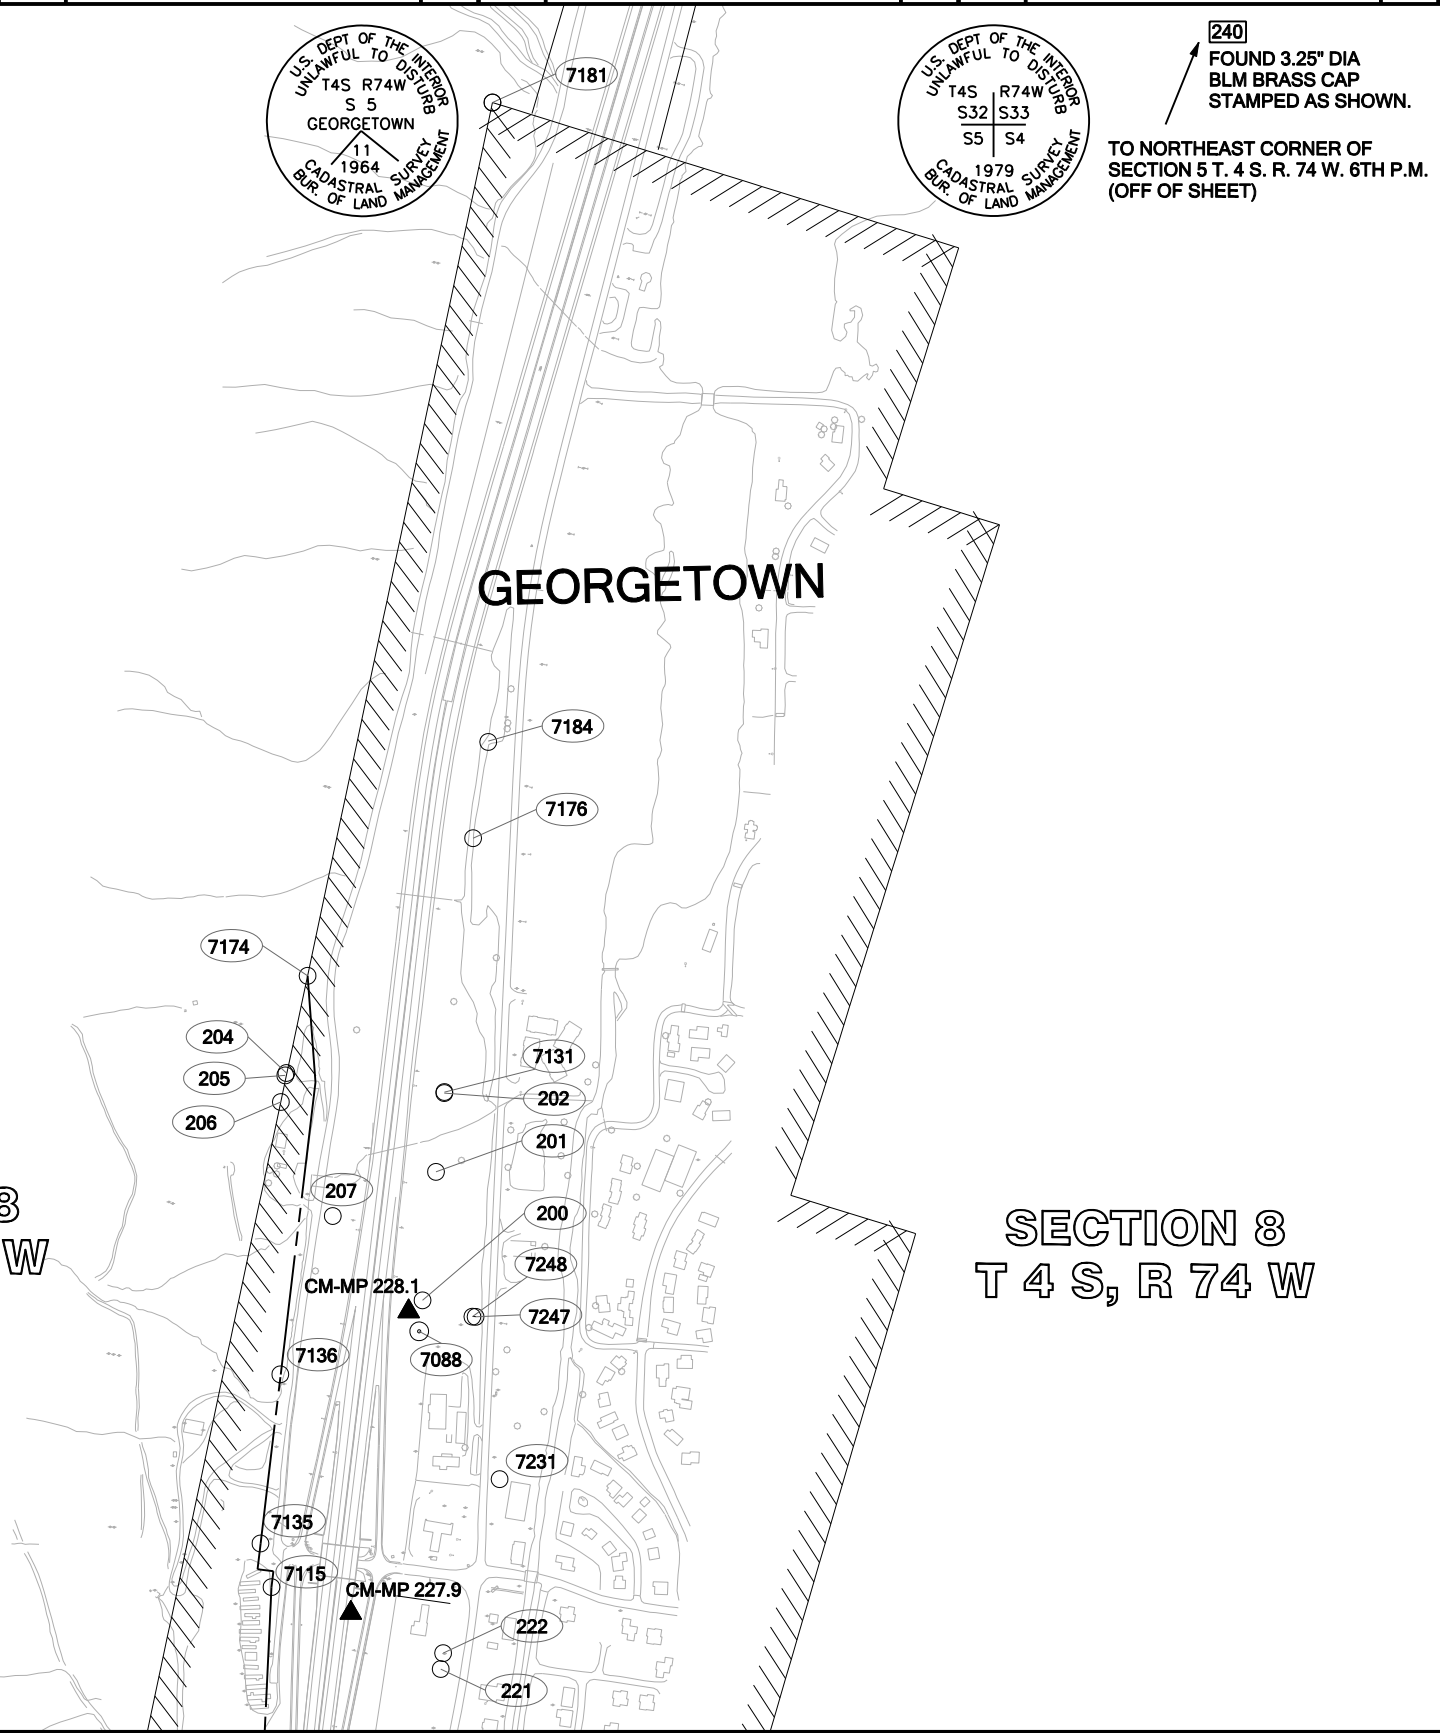 U.S. DEPT OF THE INTERIOR
UNLAWFUL TO DISTURB
T4S R74W
S 5
GEORGETOWN
11
1964
CADASTRAL SURVEY
BUR. OF LAND MANAGEMENT
7181
U.S. DEPT OF THE INTERIOR
UNLAWFUL TO DISTURB
T4S R74W
S32 S33
S5 S4
1979
CADASTRAL SURVEY
BUR. OF LAND MANAGEMENT
240
FOUND 3.25" DIA
BLM BRASS CAP
STAMPED AS SHOWN.
TO NORTHEAST CORNER OF
SECTION 5 T. 4 S. R. 74 W. 6TH P.M.
(OFF OF SHEET)
GEORGETOWN
7184
7176
7174
204
205
206
7131
202
201
207
200
7248
7247
CM-MP 228.1
7088
7136
8
W
SECTION 8
T 4 S, R 74 W
7231
7135
7115
CM-MP 227.9
222
221